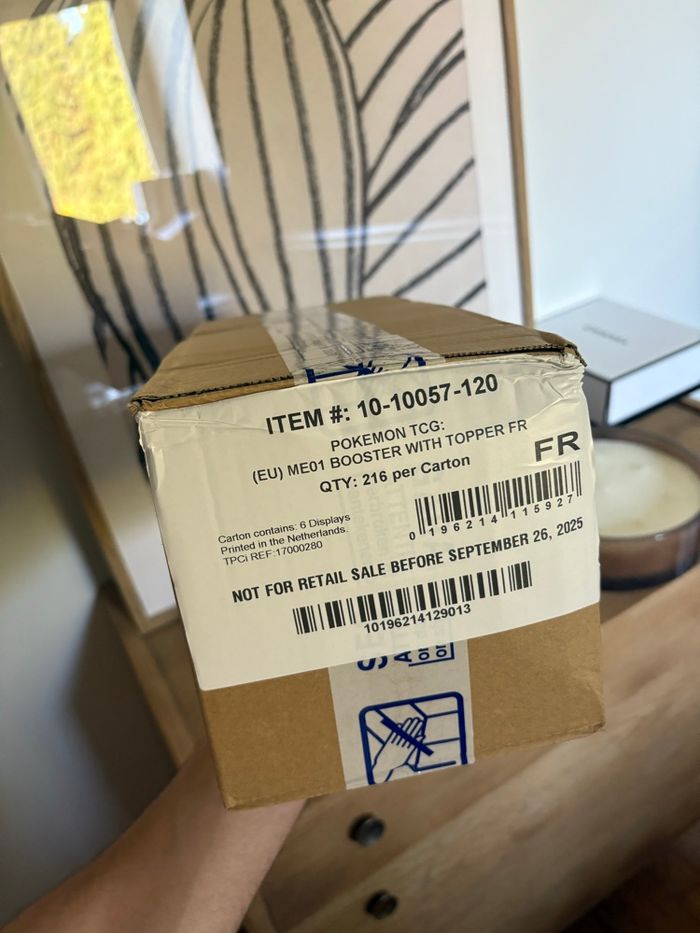 ITEM #: 10-10057-120
POKEMON TCG:
(EU) ME01 BOOSTER WITH TOPPER FR
QTY: 216 per Carton
FR
0 196214 115927
Carton contains: 6 Displays
Printed in the Netherlands.
TPCi REF:17000280
NOT FOR RETAIL SALE BEFORE SEPTEMBER 26, 2025
10196214129013